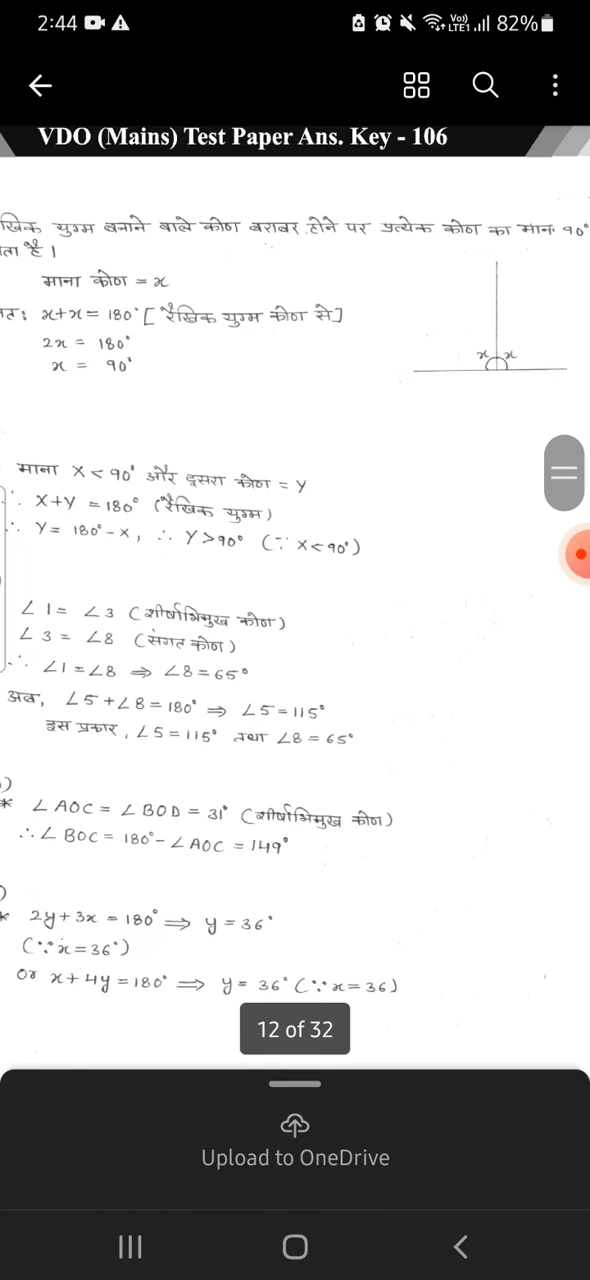 2:44
Vo)) LTE1 82%
VDO (Mains) Test Paper Ans. Key - 106
खिक युग्म बनाने वाले कोण बराबर होने पर प्रत्येक कोण का मान 90°
ता है।
माना कोण = x
त: x+x = 180° [रैखिक युग्म कोण से]
2x = 180°
x = 90°
x x
माना X < 90° और दूसरा कोण = Y
∵ X+Y = 180° (रैखिक युग्म)
∴ Y = 180° - X, ∴ Y > 90° (∵ X < 90°)
∠1 = ∠3 (शीर्षाभिमुख कोण)
∠3 = ∠8 (संगत कोण)
∴ ∠1 = ∠8 ⇒ ∠8 = 65°
अब, ∠5 + ∠8 = 180° ⇒ ∠5 = 115°
इस प्रकार, ∠5 = 115° तथा ∠8 = 65°
)
* ∠AOC = ∠BOD = 31° (शीर्षाभिमुख कोण)
∴ ∠BOC = 180° - ∠AOC = 149°
)
* 2y + 3x = 180° ⇒ y = 36°
(∵ x = 36°)
or x + 4y = 180° ⇒ y = 36° (∵ x = 36)
12 of 32
Upload to OneDrive